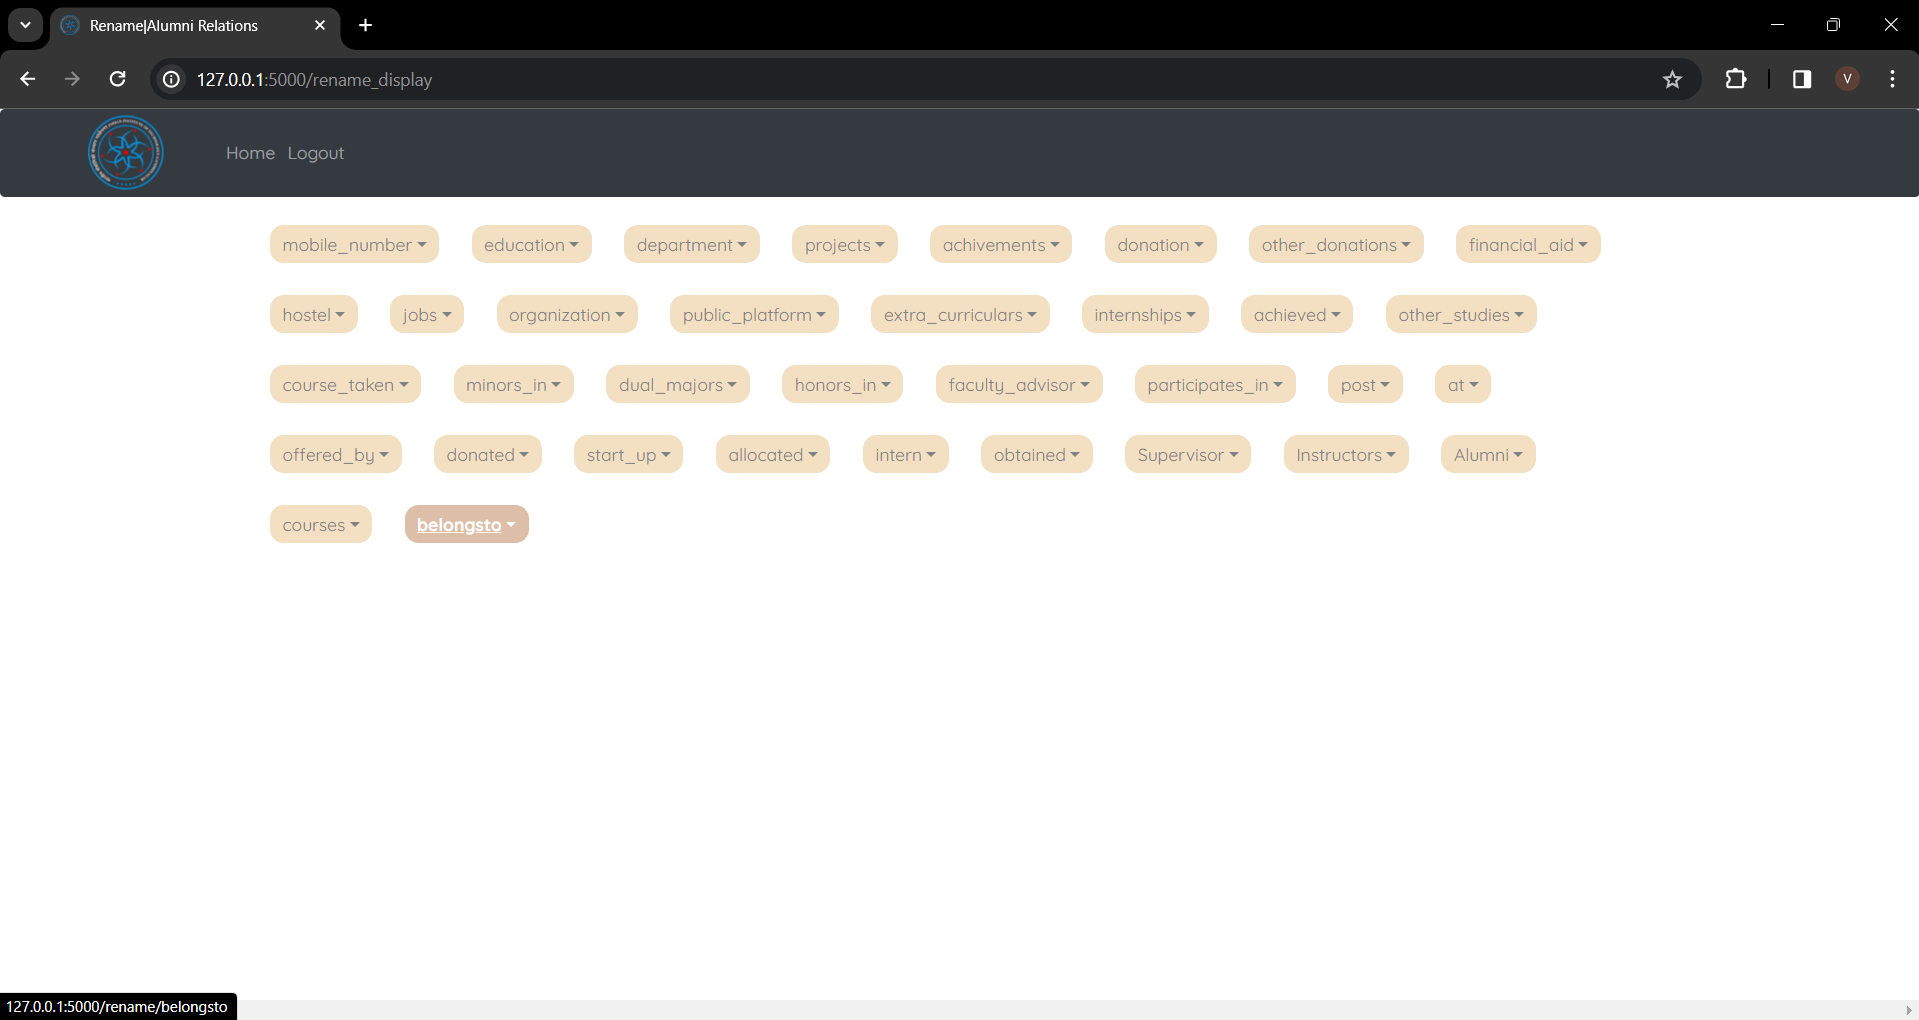 Rename|Alumni Relations
127.0.0.1:5000/rename_display
V
Home Logout
mobile_number education department projects achivements donation other_donations financial_aid
hostel jobs organization public_platform extra_curriculars internships achieved other_studies
course_taken minors_in dual_majors honors_in faculty_advisor participates_in post at
offered_by donated start_up allocated intern obtained Supervisor Instructors Alumni
courses belongsto
127.0.0.1:5000/rename/belongsto